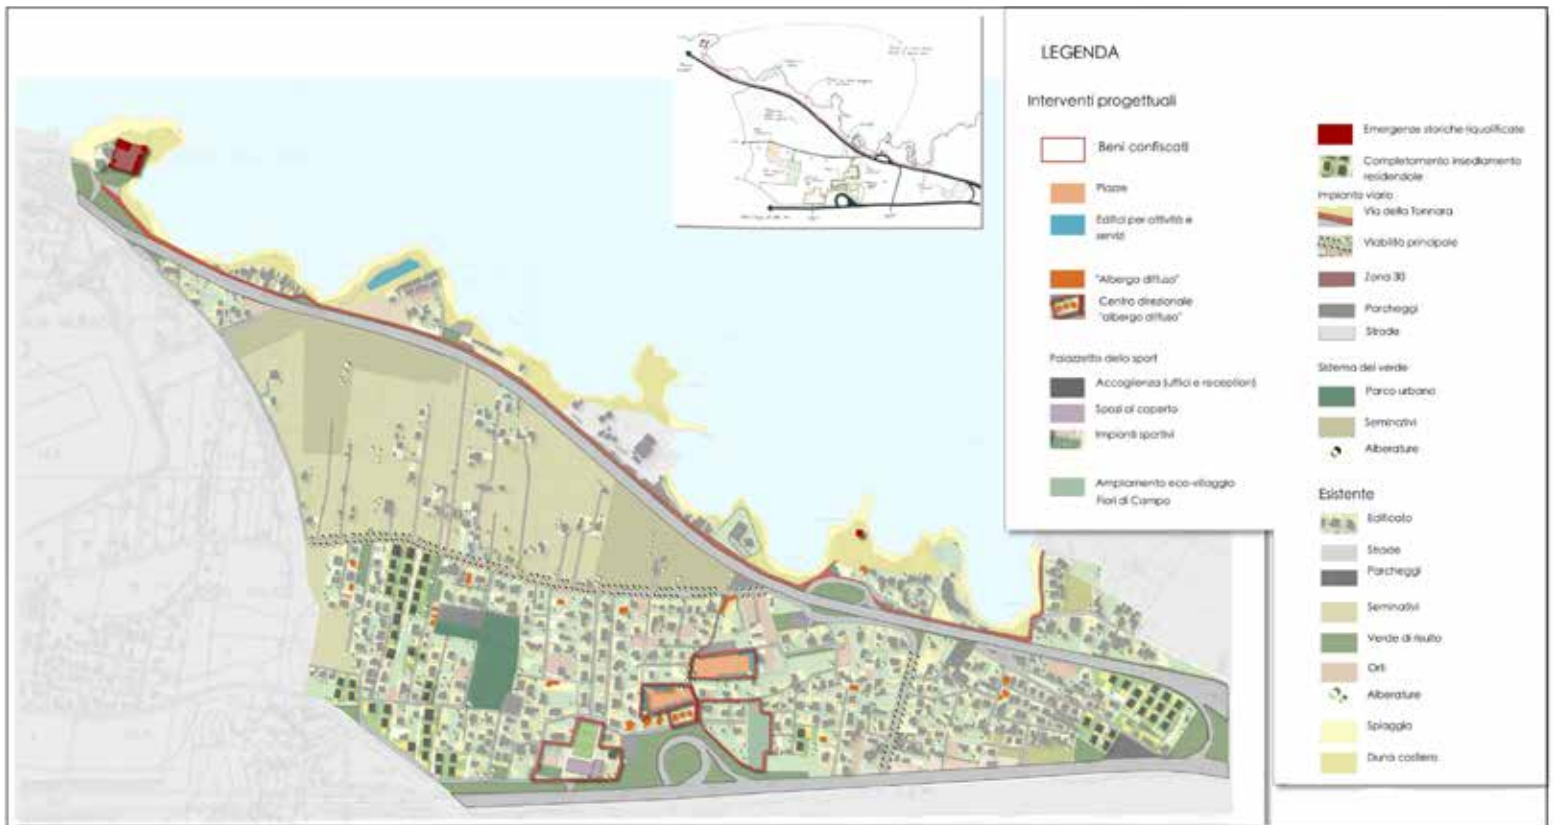 LEGENDA
Interventi progettuali
Beni confiscati
Piazze
Edifici per attività e
servizi
"Albergo diffuso"
Centro direzionale
"albergo diffuso"
Palazzetto dello sport
Accoglienza (uffici e reception)
Spazi al coperto
Impianti sportivi
Ampliamento eco-villaggio
Fiori di Campo
Emergenze storiche riqualificate
Completamento insediamento
residenziale
Impianto viario
Via della Tonnara
Viabilità principale
Zona 30
Parcheggi
Strade
Sistema del verde
Parco urbano
Seminativi
Alberature
Esistente
Edificato
Strade
Parcheggi
Seminativi
Verde di risulta
Orti
Alberature
Spiaggia
Duna costiera